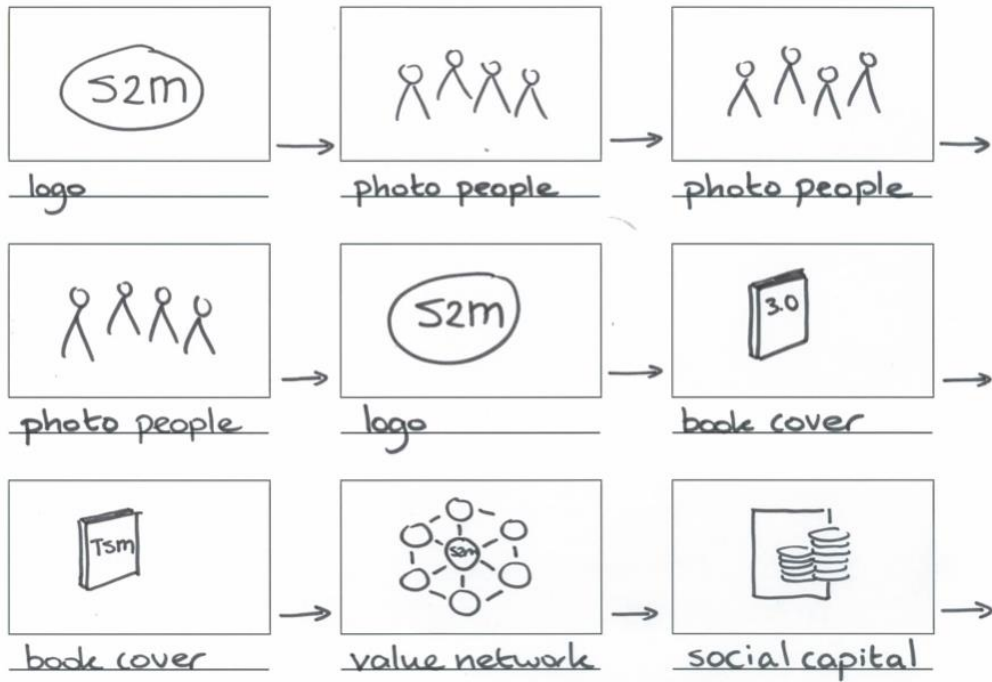 S2m
logo
photo people
photo people
photo people
S2m
logo
3.0
book cover
Tsm
book cover
S2m
value network
social capital